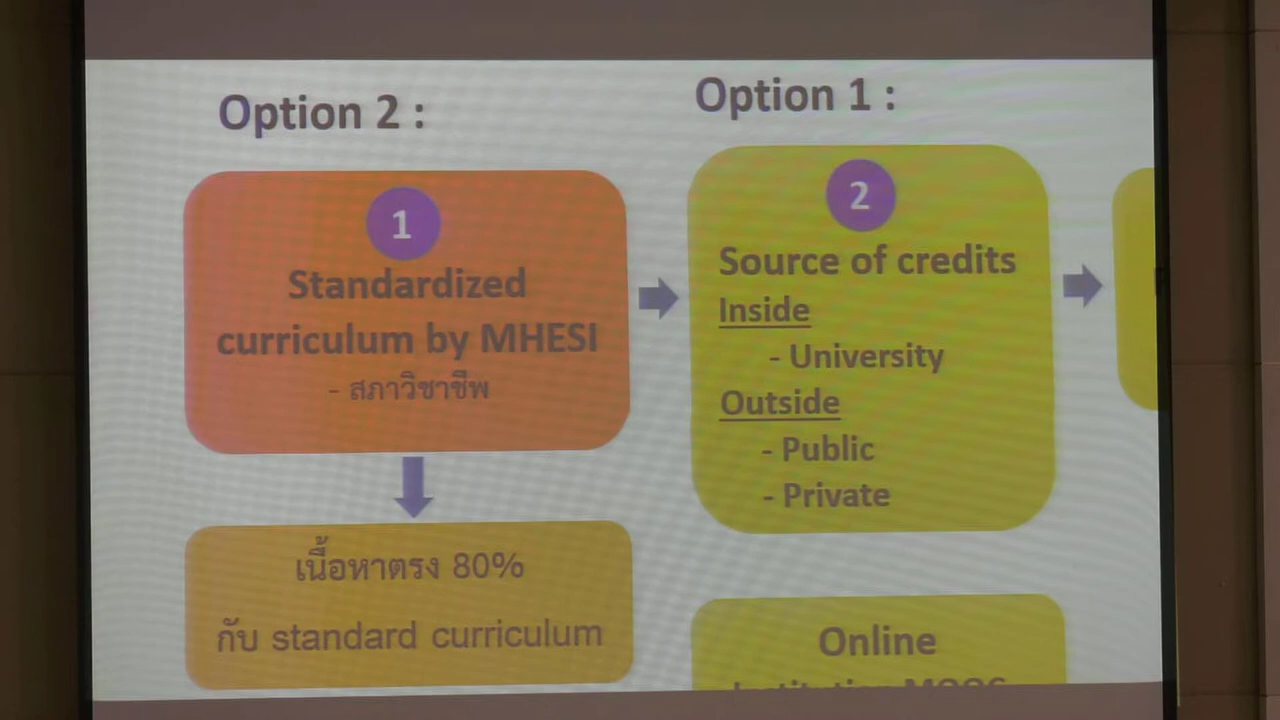 Option 2 :
1
Standardized
curriculum by MHESI
- สภาวิชาชีพ
เนื้อหาตรง 80%
กับ standard curriculum
Option 1 :
2
Source of credits
Inside
- University
Outside
- Public
- Private
Online